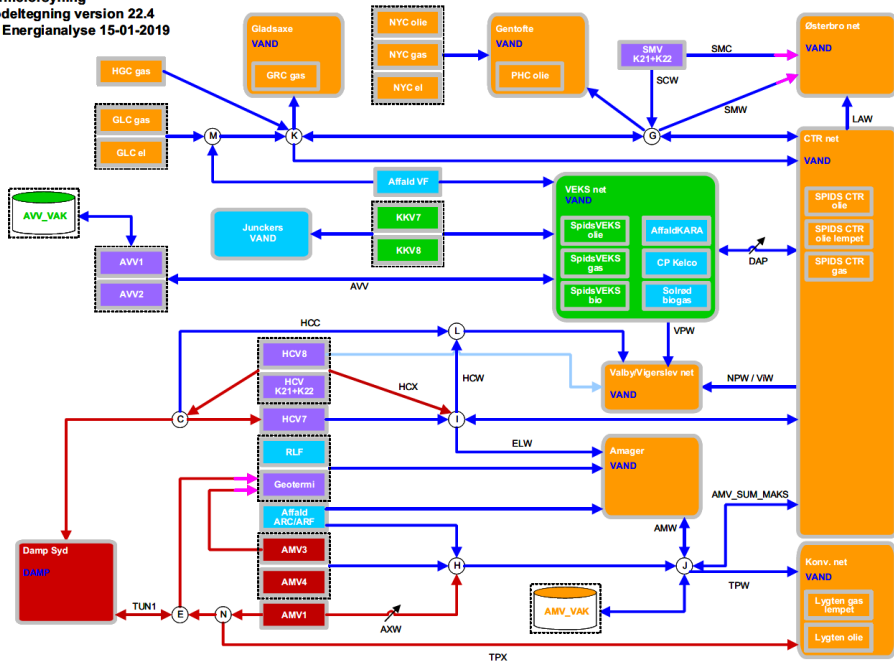 odeltegning version 22.4
Energianalyse 15-01-2019
Gladsaxe
VAND
GRC gas
NYC olie
NYC gas
NYC el
Gentofte
VAND
PHC olie
SMV
K21+K22
SMC
SCW
SMW
Østerbro net
VAND
LAW
HGC gas
GLC gas
GLC el
M
K
G
CTR net
VAND
SPIDS CTR
olie
SPIDS CTR
olie lempet
SPIDS CTR
gas
Affald VF
AVV_VAK
Junckers
VAND
KKV7
KKV8
VEKS net
VAND
SpidsVEKS
olie
AffaldKARA
SpidsVEKS
gas
CP Kelco
SpidsVEKS
bio
Solrød
biogas
DAP
AVV1
AVV2
AVV
HCC
L
VPW
HCV8
HCV
K21+K22
HCX
HCW
Valby/Vigerslev net
VAND
NPW / ViW
C
HCV7
I
ELW
RLF
Geotermi
Amager
VAND
AMV_SUM_MAKS
Affald
ARC/ARF
AMW
Damp Syd
DAMP
AMV3
AMV4
AMV1
H
J
TPW
Konv. net
VAND
Lygten gas
lempet
Lygten olie
TUN1
E
N
AXW
AMV_VAK
TPX